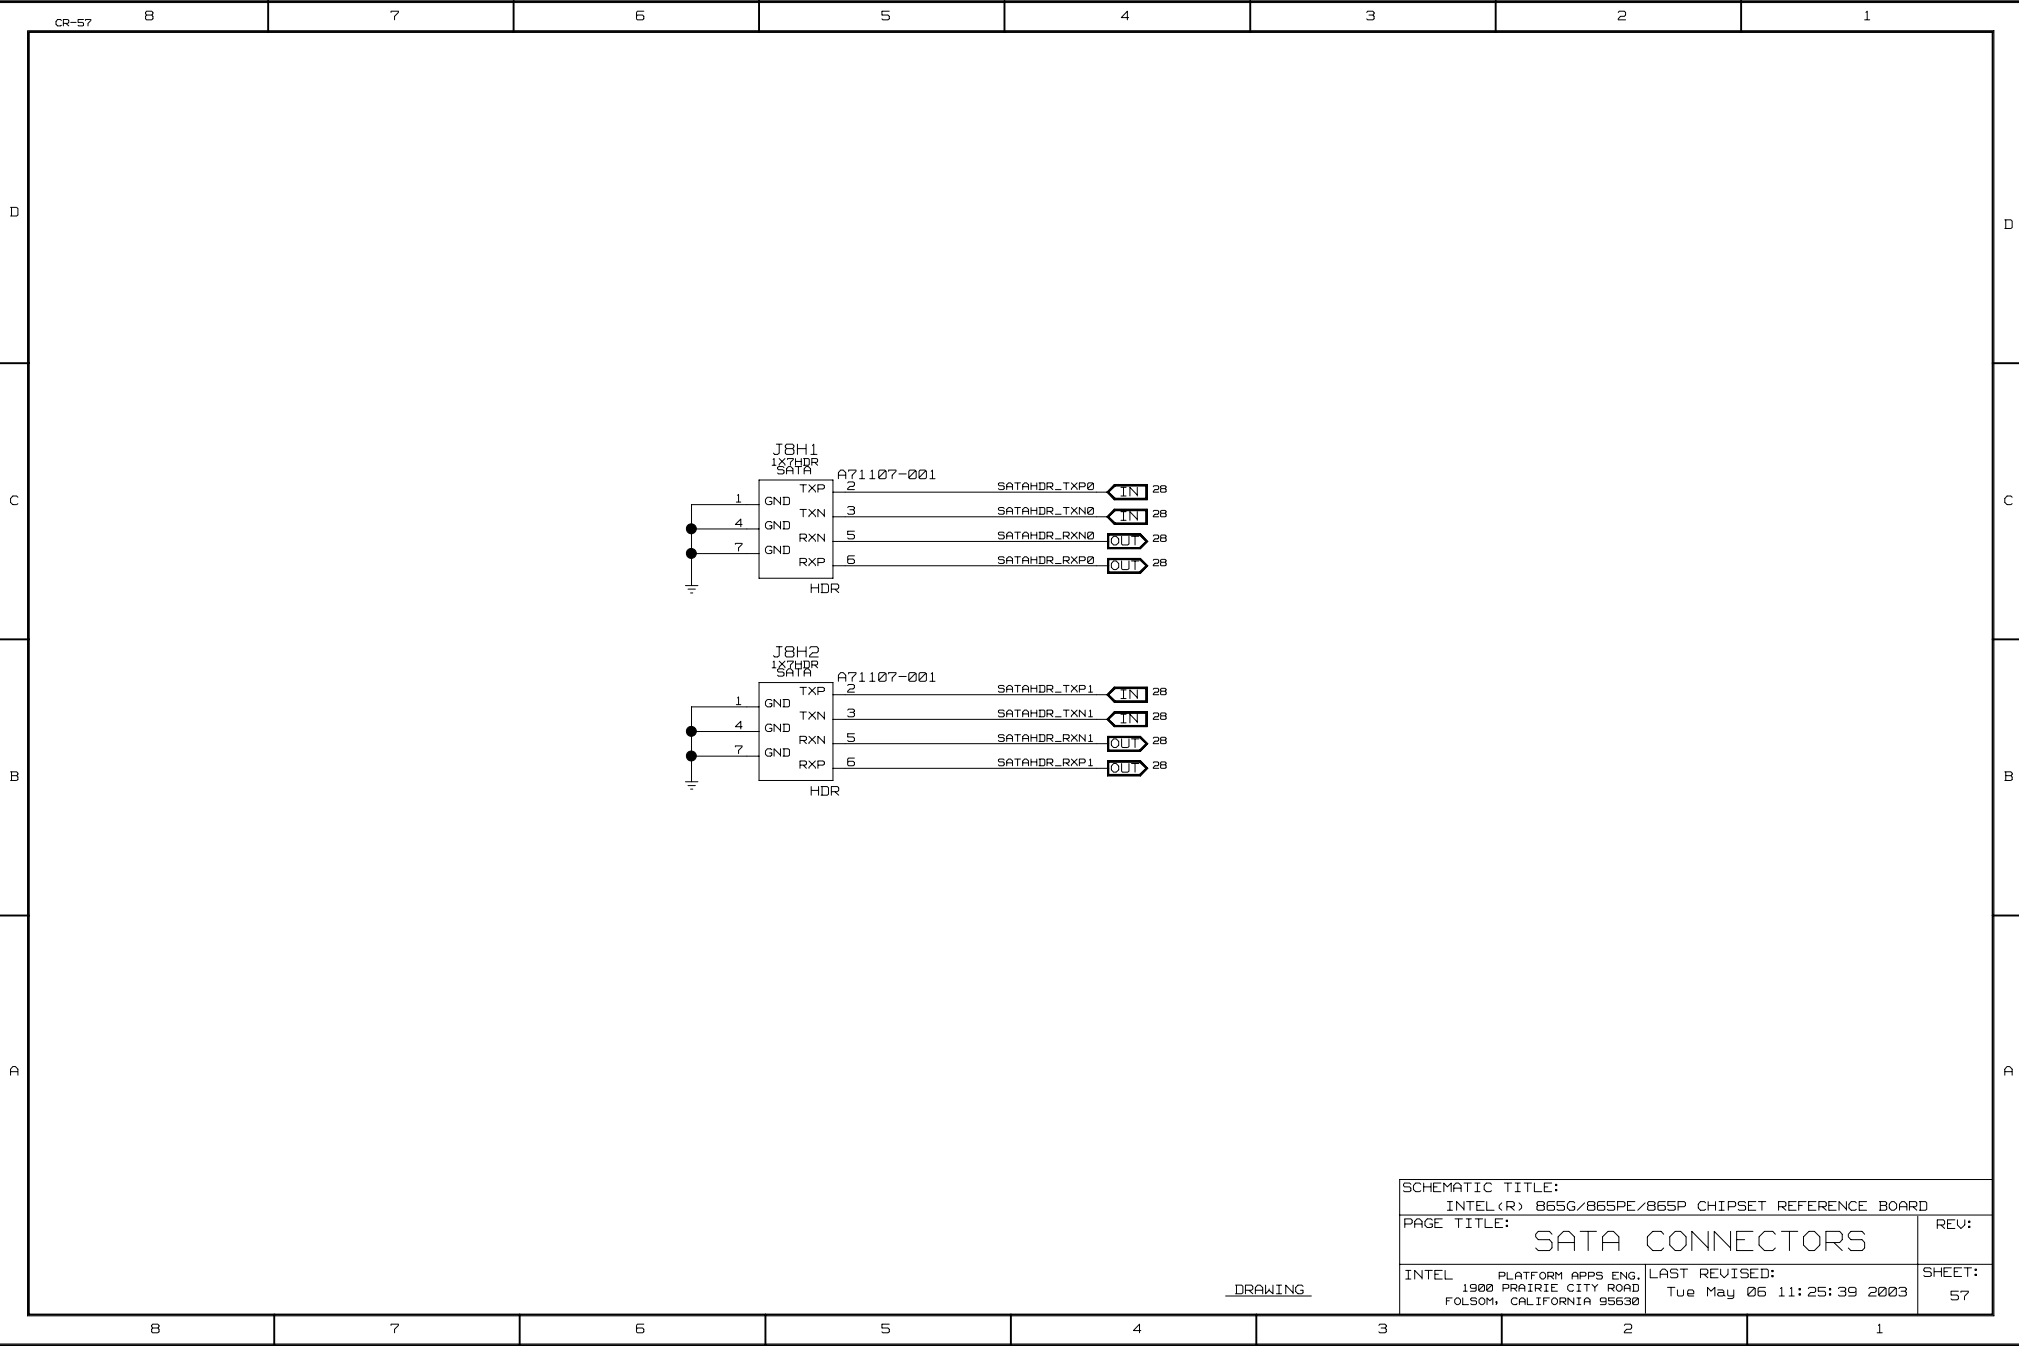 CR-57
8 7 6 5 4 3 2 1
D D
J8H1
1X7HDR
SATA
A71107-001
TXP 2 SATAHDR_TXP0 IN 28
1 GND
TXN 3 SATAHDR_TXN0 IN 28
4 GND
RXN 5 SATAHDR_RXN0 OUT 28
7 GND
RXP 6 SATAHDR_RXP0 OUT 28
HDR
C C
J8H2
1X7HDR
SATA
A71107-001
TXP 2 SATAHDR_TXP1 IN 28
1 GND
TXN 3 SATAHDR_TXN1 IN 28
4 GND
RXN 5 SATAHDR_RXN1 OUT 28
7 GND
RXP 6 SATAHDR_RXP1 OUT 28
HDR
B B
A A
SCHEMATIC TITLE:
INTEL(R) 865G/865PE/865P CHIPSET REFERENCE BOARD
PAGE TITLE:
SATA CONNECTORS
REV:
INTEL PLATFORM APPS ENG.
1900 PRAIRIE CITY ROAD
FOLSOM, CALIFORNIA 95630
LAST REVISED:
Tue May 06 11:25:39 2003
SHEET:
57
DRAWING
8 7 6 5 4 3 2 1